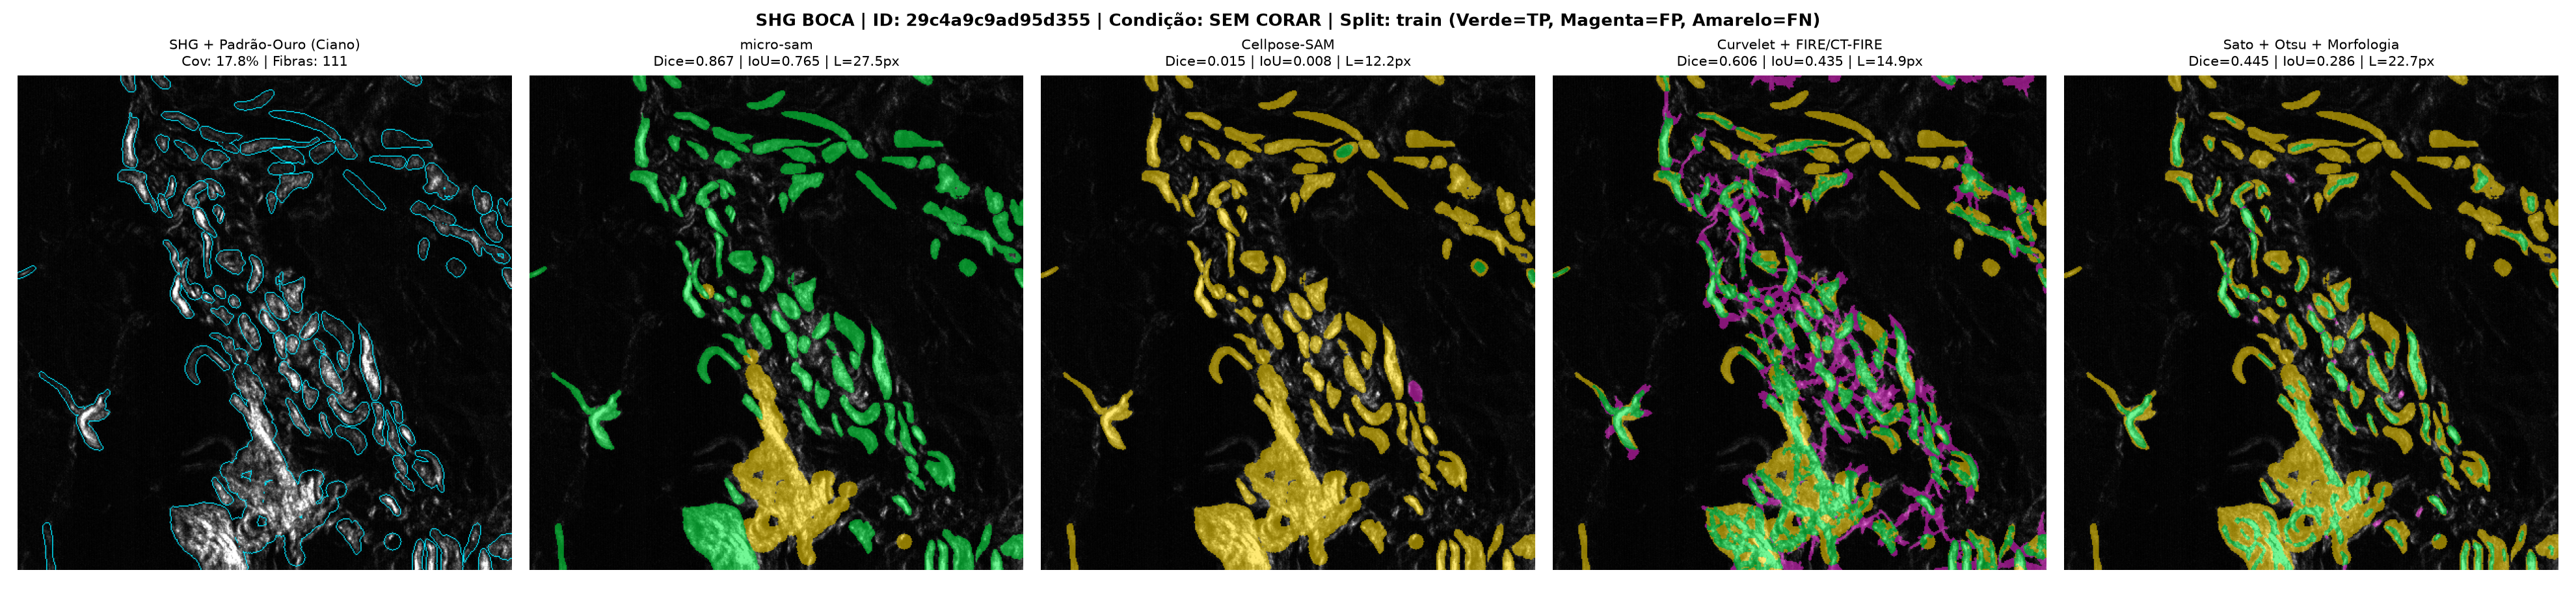 SHG BOCA | ID: 29c4a9c9ad95d355 | Condição: SEM CORAR | Split: train (Verde=TP, Magenta=FP, Amarelo=FN)
SHG + Padrão-Ouro (Ciano)
Cov: 17.8% | Fibras: 111
micro-sam
Dice=0.867 | IoU=0.765 | L=27.5px
Cellpose-SAM
Dice=0.015 | IoU=0.008 | L=12.2px
Curvelet + FIRE/CT-FIRE
Dice=0.606 | IoU=0.435 | L=14.9px
Sato + Otsu + Morfologia
Dice=0.445 | IoU=0.286 | L=22.7px